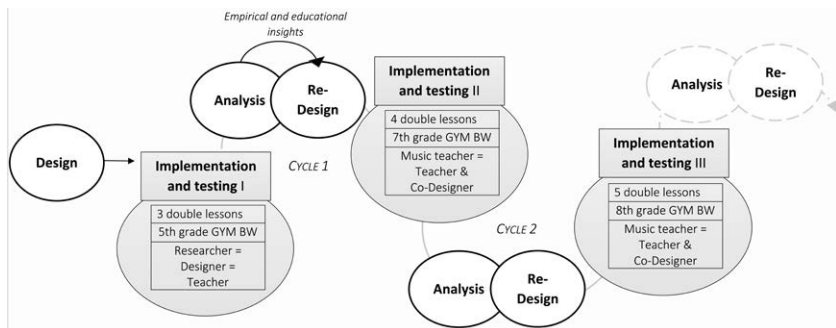 Empirical and educational
insights
Design
Analysis
Re-
Design
CYCLE 1
Implementation
and testing I
3 double lessons
5th grade GYM BW
Researcher =
Designer =
Teacher
Implementation
and testing II
4 double lessons
7th grade GYM BW
Music teacher =
Teacher &
Co-Designer
CYCLE 2
Analysis
Re-
Design
Implementation
and testing III
5 double lessons
8th grade GYM BW
Music teacher =
Teacher &
Co-Designer
Analysis
Re-
Design